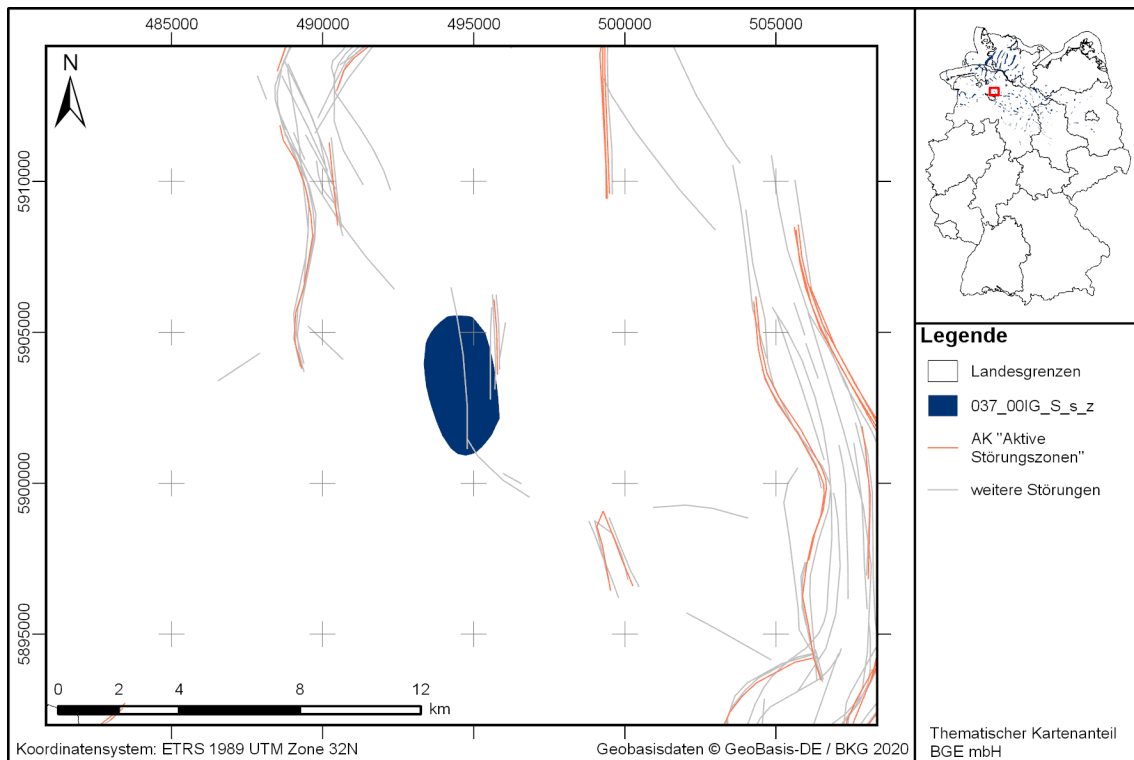 485000
490000
495000
500000
505000
N
5910000
5905000
5900000
5895000
0
2
4
8
12
km
Koordinatensystem: ETRS 1989 UTM Zone 32N
Geobasisdaten © GeoBasis-DE / BKG 2020
Legende
Landesgrenzen
037_00IG_S_s_z
AK "Aktive
Störungszonen"
weitere Störungen
Thematischer Kartenanteil
BGE mbH